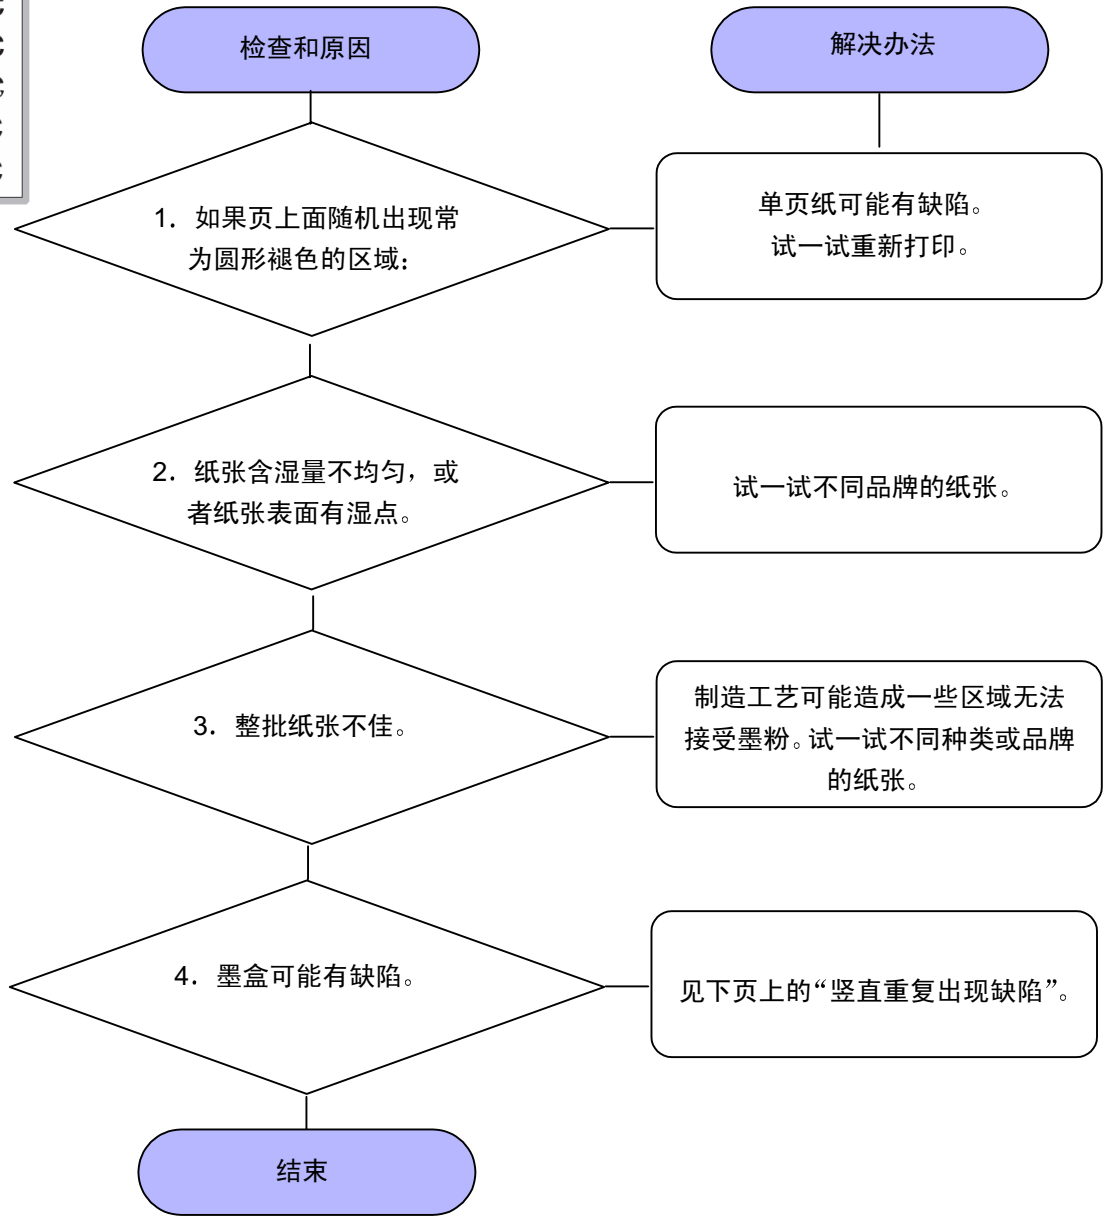 检查和原因
解决办法
1. 如果页上面随机出现常
为圆形褪色的区域:
单页纸可能有缺陷。
试一试重新打印。
2. 纸张含湿量不均匀，或
者纸张表面有湿点。
试一试不同品牌的纸张。
3. 整批纸张不佳。
制造工艺可能造成一些区域无法
接受墨粉。试一试不同种类或品牌
的纸张。
4. 墨盒可能有缺陷。
见下页上的“竖直重复出现缺陷”。
结束